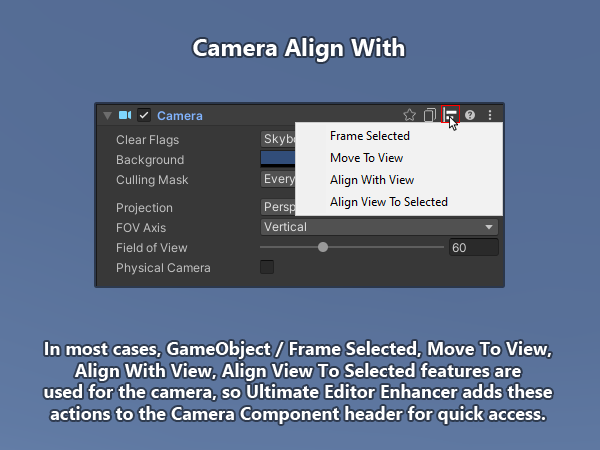 Camera Align With
Camera
Clear Flags Skybo
Frame Selected
Background
Move To View
Culling Mask Every
Align With View
Align View To Selected
Projection Persp
FOV Axis Vertical
Field of View 60
Physical Camera
In most cases, GameObject / Frame Selected, Move To View,
Align With View, Align View To Selected features are
used for the camera, so Ultimate Editor Enhancer adds these
actions to the Camera Component header for quick access.